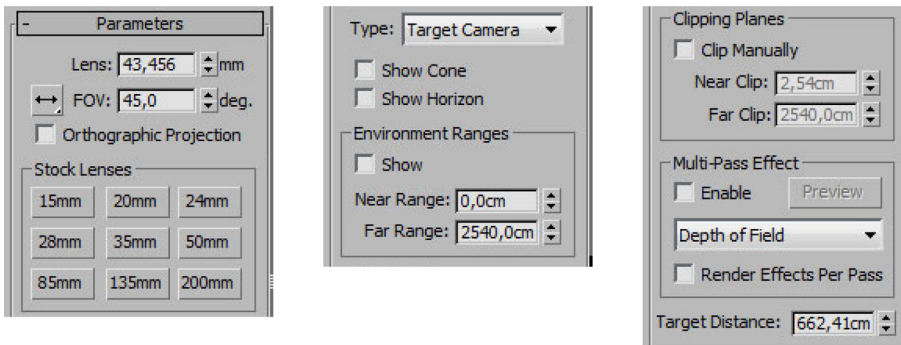 - Parameters
Lens: 43,456 mm
FOV: 45,0 deg.
Orthographic Projection
Stock Lenses
15mm 20mm 24mm
28mm 35mm 50mm
85mm 135mm 200mm
Type: Target Camera
Show Cone
Show Horizon
Environment Ranges
Show
Near Range: 0,0cm
Far Range: 2540,0cm
Clipping Planes
Clip Manually
Near Clip: 2,54cm
Far Clip: 2540,0cm
Multi-Pass Effect
Enable Preview
Depth of Field
Render Effects Per Pass
Target Distance: 662,41cm